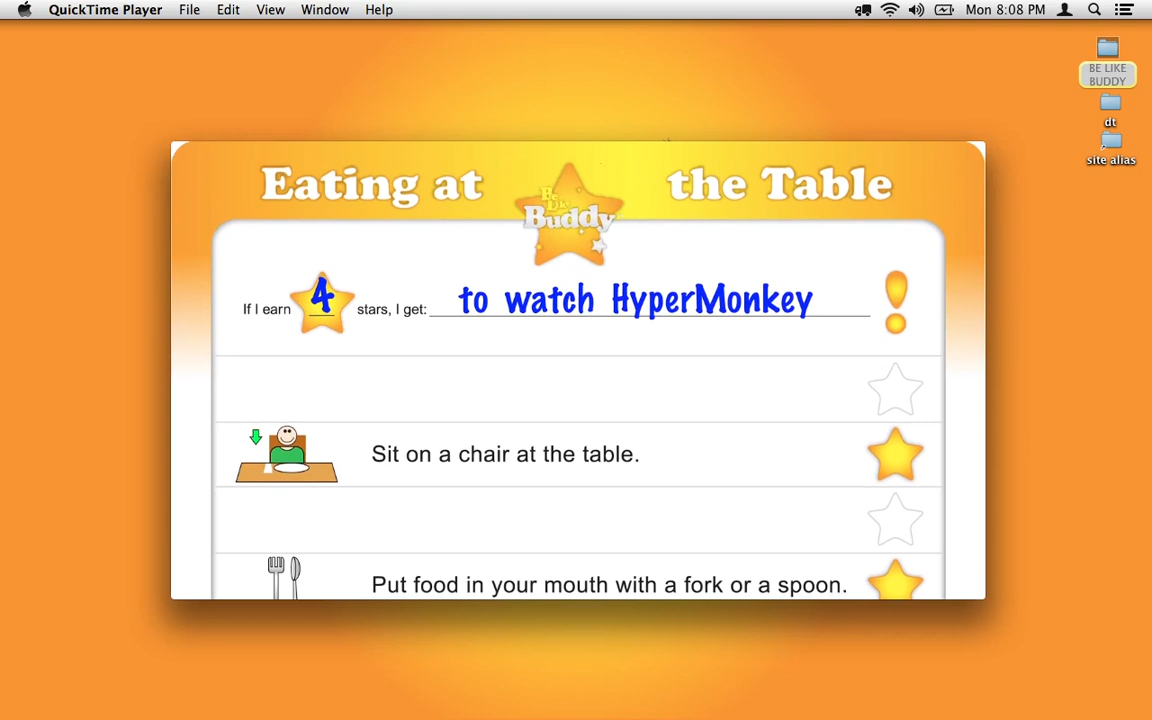 QuickTime Player File Edit View Window Help Mon 8:08 PM
BE LIKE
BUDDY
dt
site alias
Eating at the Table
Be
Like
Buddy
If I earn 4 stars, I get: to watch HyperMonkey
Sit on a chair at the table.
Put food in your mouth with a fork or a spoon.